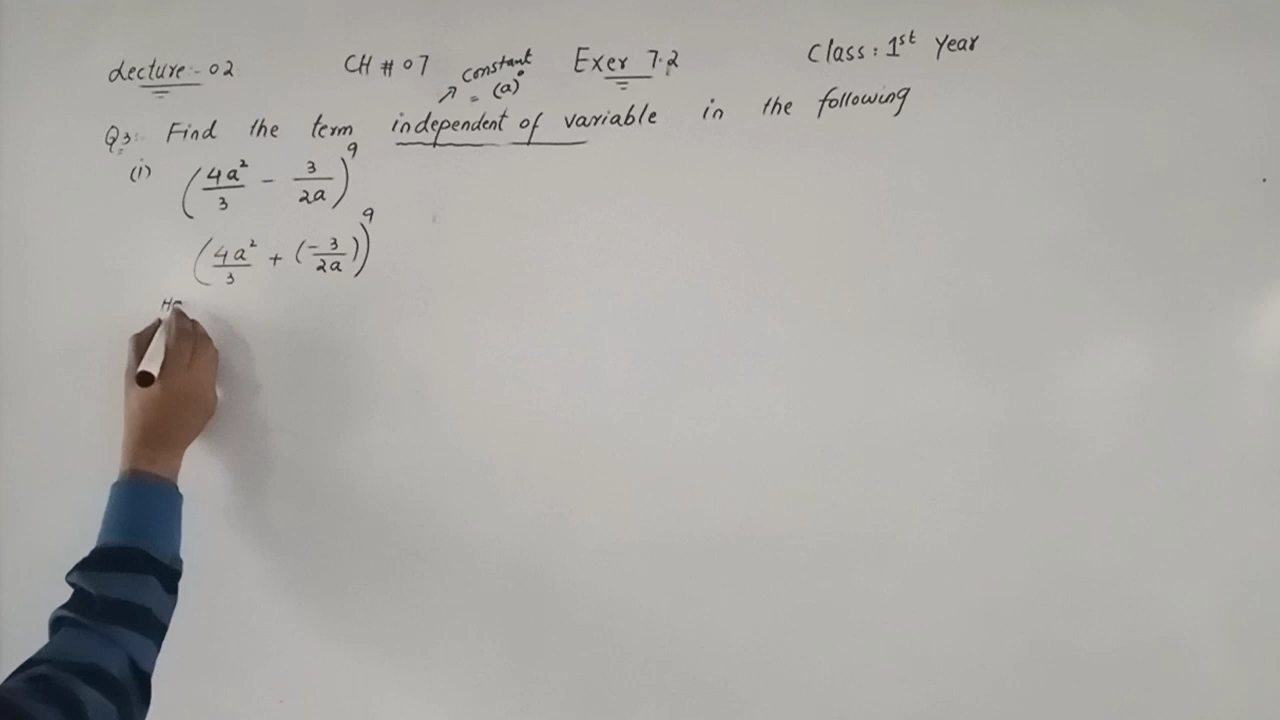 Lecture:- 02 CH # 07 Exer 7.2 Class: 1st Year
constant
= (a)⁰
Q3:- Find the term independent of variable in the following
(i) (4a²/3 - 3/2a)⁹
(4a²/3 + (-3/2a))⁹